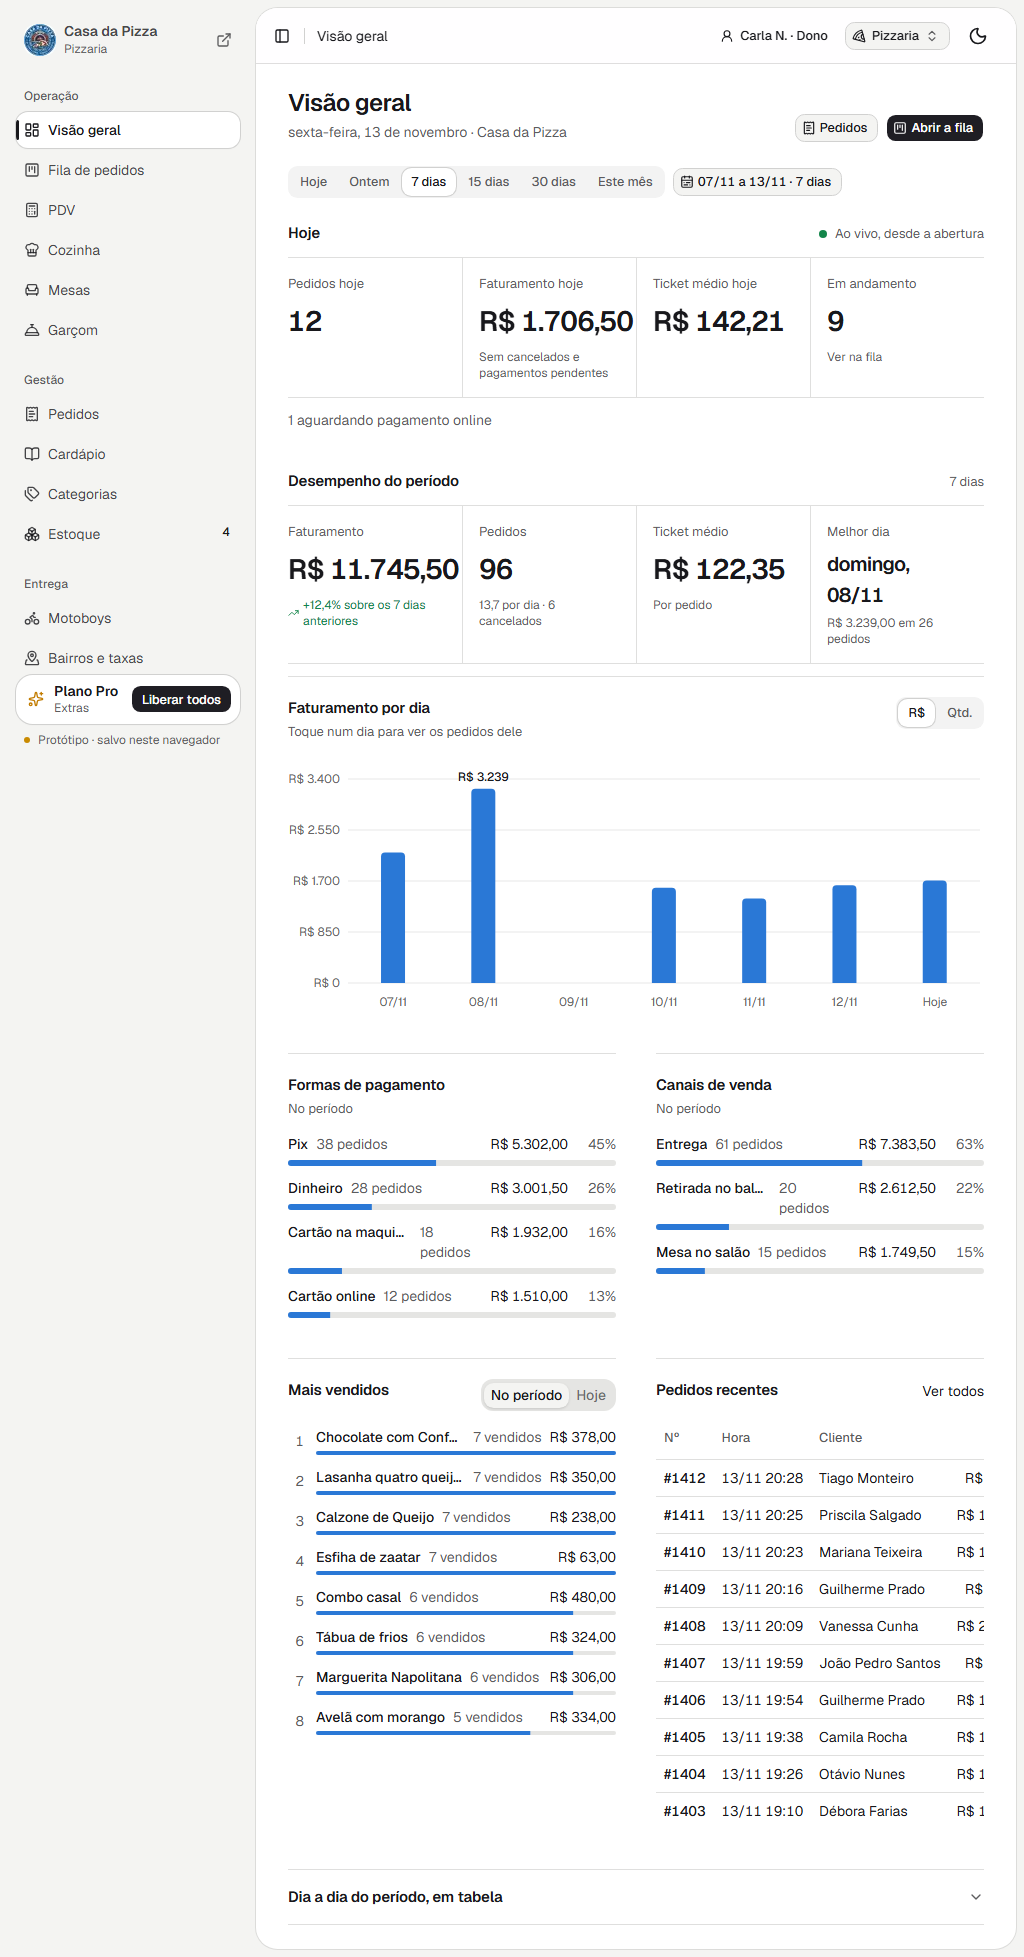 Casa da Pizza
Pizzaria
Operação
Visão geral
Fila de pedidos
PDV
Cozinha
Mesas
Garçom
Gestão
Pedidos
Cardápio
Categorias
Estoque 4
Entrega
Motoboys
Bairros e taxas
Plano Pro
Extras
Liberar todos
Protótipo · salvo neste navegador
Visão geral
Carla N. · Dono
Pizzaria
Visão geral
sexta-feira, 13 de novembro · Casa da Pizza
Pedidos
Abrir a fila
Hoje Ontem 7 dias 15 dias 30 dias Este mês
07/11 a 13/11 · 7 dias
Hoje
Ao vivo, desde a abertura
Pedidos hoje
12
Faturamento hoje
R$ 1.706,50
Sem cancelados e
pagamentos pendentes
Ticket médio hoje
R$ 142,21
Em andamento
9
Ver na fila
1 aguardando pagamento online
Desempenho do período
7 dias
Faturamento
R$ 11.745,50
+12,4% sobre os 7 dias
anteriores
Pedidos
96
13,7 por dia · 6
cancelados
Ticket médio
R$ 122,35
Por pedido
Melhor dia
domingo,
08/11
R$ 3.239,00 em 26
pedidos
Faturamento por dia
Toque num dia para ver os pedidos dele
R$ Qtd.
R$ 3.239
R$ 3.400
R$ 2.550
R$ 1.700
R$ 850
R$ 0
07/11 08/11 09/11 10/11 11/11 12/11 Hoje
Formas de pagamento
No período
Pix 38 pedidos R$ 5.302,00 45%
Dinheiro 28 pedidos R$ 3.001,50 26%
Cartão na maqui... 18 pedidos R$ 1.932,00 16%
Cartão online 12 pedidos R$ 1.510,00 13%
Canais de venda
No período
Entrega 61 pedidos R$ 7.383,50 63%
Retirada no bal... 20 pedidos R$ 2.612,50 22%
Mesa no salão 15 pedidos R$ 1.749,50 15%
Mais vendidos
No período Hoje
1 Chocolate com Conf... 7 vendidos R$ 378,00
2 Lasanha quatro queij... 7 vendidos R$ 350,00
3 Calzone de Queijo 7 vendidos R$ 238,00
4 Esfiha de zaatar 7 vendidos R$ 63,00
5 Combo casal 6 vendidos R$ 480,00
6 Tábua de frios 6 vendidos R$ 324,00
7 Marguerita Napolitana 6 vendidos R$ 306,00
8 Avelã com morango 5 vendidos R$ 334,00
Pedidos recentes
Ver todos
Nº Hora Cliente
#1412 13/11 20:28 Tiago Monteiro R$
#1411 13/11 20:25 Priscila Salgado R$ 1
#1410 13/11 20:23 Mariana Teixeira R$ 1
#1409 13/11 20:16 Guilherme Prado R$
#1408 13/11 20:09 Vanessa Cunha R$ 2
#1407 13/11 19:59 João Pedro Santos R$
#1406 13/11 19:54 Guilherme Prado R$ 1
#1405 13/11 19:38 Camila Rocha R$ 1
#1404 13/11 19:26 Otávio Nunes R$ 1
#1403 13/11 19:10 Débora Farias R$ 1
Dia a dia do período, em tabela